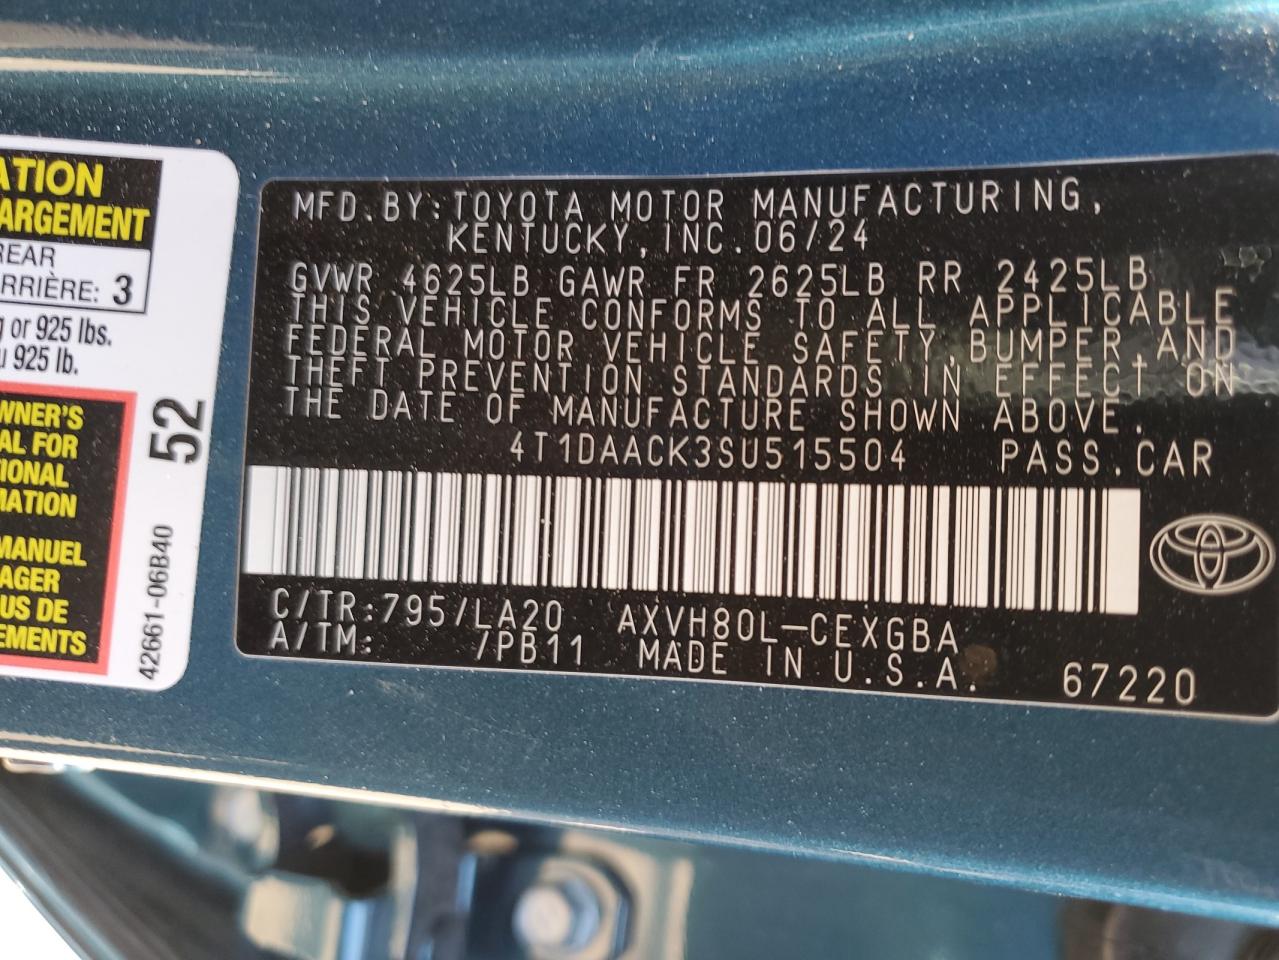 ATION
ARGEMENT
REAR
RRIÈRE: 3
g or 925 lbs.
u 925 lb.
WNER'S
AL FOR
TIONAL
MATION
MANUEL
AGER
US DE
EMENTS
52
42661-06B40
MFD.BY:TOYOTA MOTOR MANUFACTURING,
KENTUCKY,INC.06/24
GVWR 4625LB GAWR FR 2625LB RR 2425LB
THIS VEHICLE CONFORMS TO ALL APPLICABLE
FEDERAL MOTOR VEHICLE SAFETY,BUMPER,AND
THEFT PREVENTION STANDARDS IN EFFECT ON
THE DATE OF MANUFACTURE SHOWN ABOVE.
4T1DAACK3SU515504 PASS.CAR
C/TR:795/LA20 AXVH80L-CEXGBA
A/TM: /PB11 MADE IN U.S.A. 67220